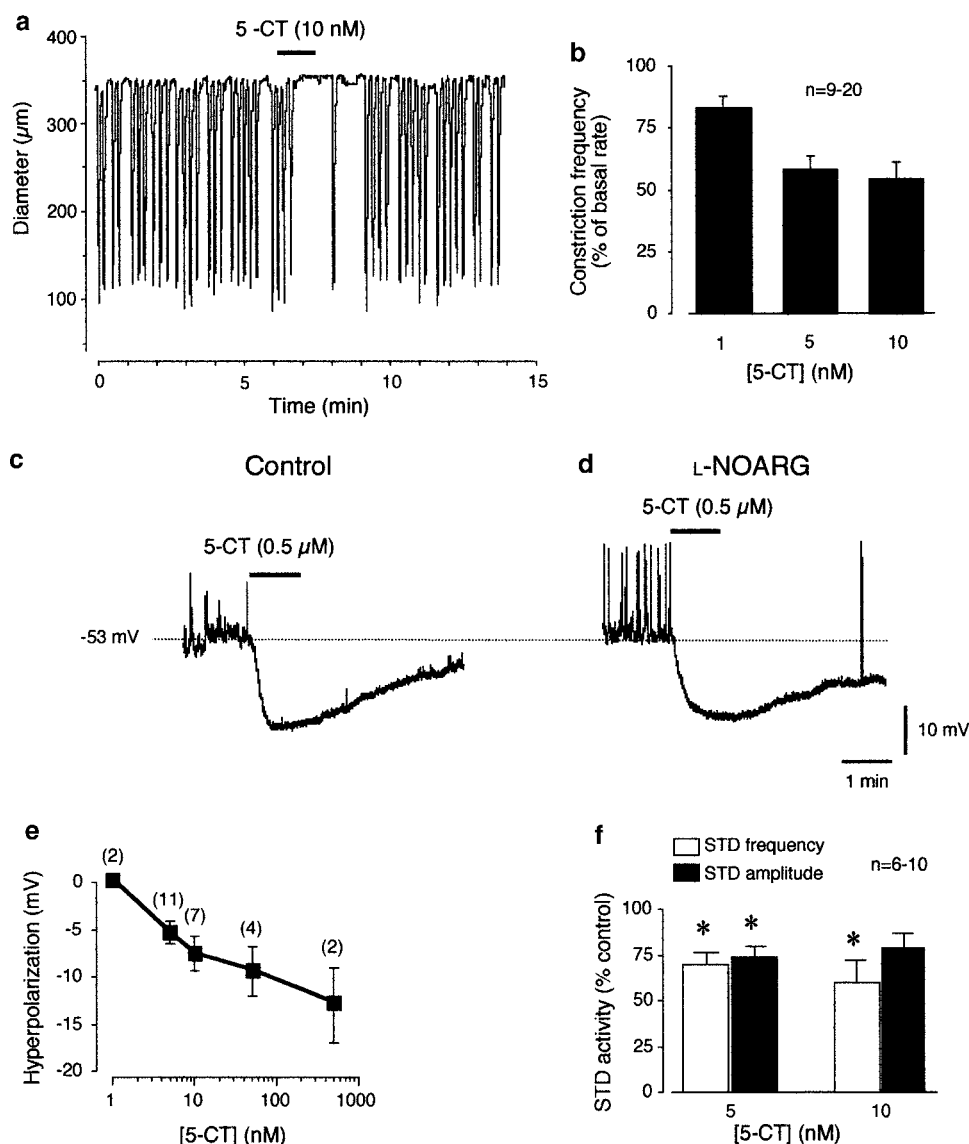 a
5 -CT (10 nM)
400
300
200
100
Diameter (µm)
0 5 10 15
Time (min)
b
100
75
50
25
0
Constriction frequency
(% of basal rate)
n=9-20
1 5 10
[5-CT] (nM)
c
Control
5-CT (0.5 µM)
-53 mV
d
L-NOARG
5-CT (0.5 µM)
10 mV
1 min
e
(2)
(11)
(7)
(4)
(2)
0
-5
-10
-15
-20
Hyperpolarization (mV)
1 10 100 1000
[5-CT] (nM)
f
STD frequency
STD amplitude
n=6-10
100
75
50
25
0
STD activity (% control)
* * *
5 10
[5-CT] (nM)